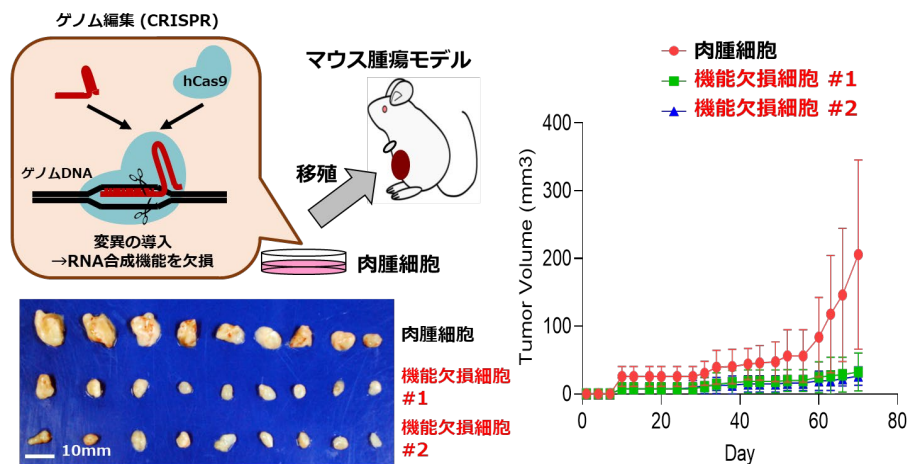 ゲノム編集 (CRISPR)
hCas9
ゲノムDNA
変異の導入
→RNA合成機能を欠損
マウス腫瘍モデル
移殖
肉腫細胞
肉腫細胞
機能欠損細胞
#1
機能欠損細胞
#2
10mm
肉腫細胞
機能欠損細胞 #1
機能欠損細胞 #2
Tumor Volume (mm3)
400
300
200
100
0
0
20
40
60
80
Day